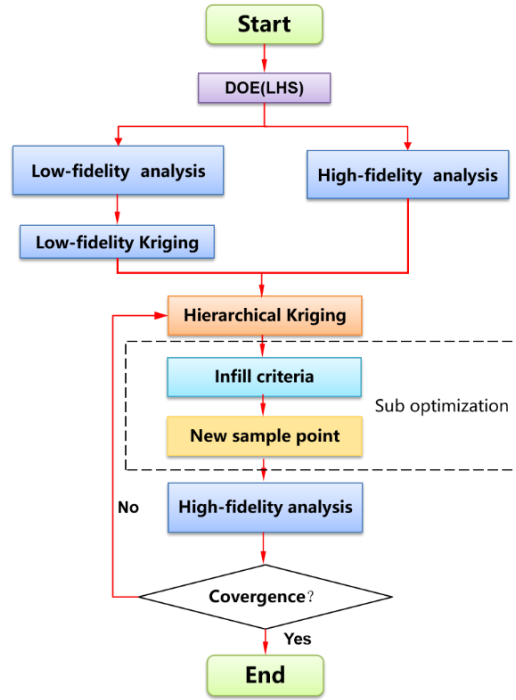 Start
DOE(LHS)
Low-fidelity analysis
High-fidelity analysis
Low-fidelity Kriging
Hierarchical Kriging
Infill criteria
Sub optimization
New sample point
No
High-fidelity analysis
Covergence?
Yes
End